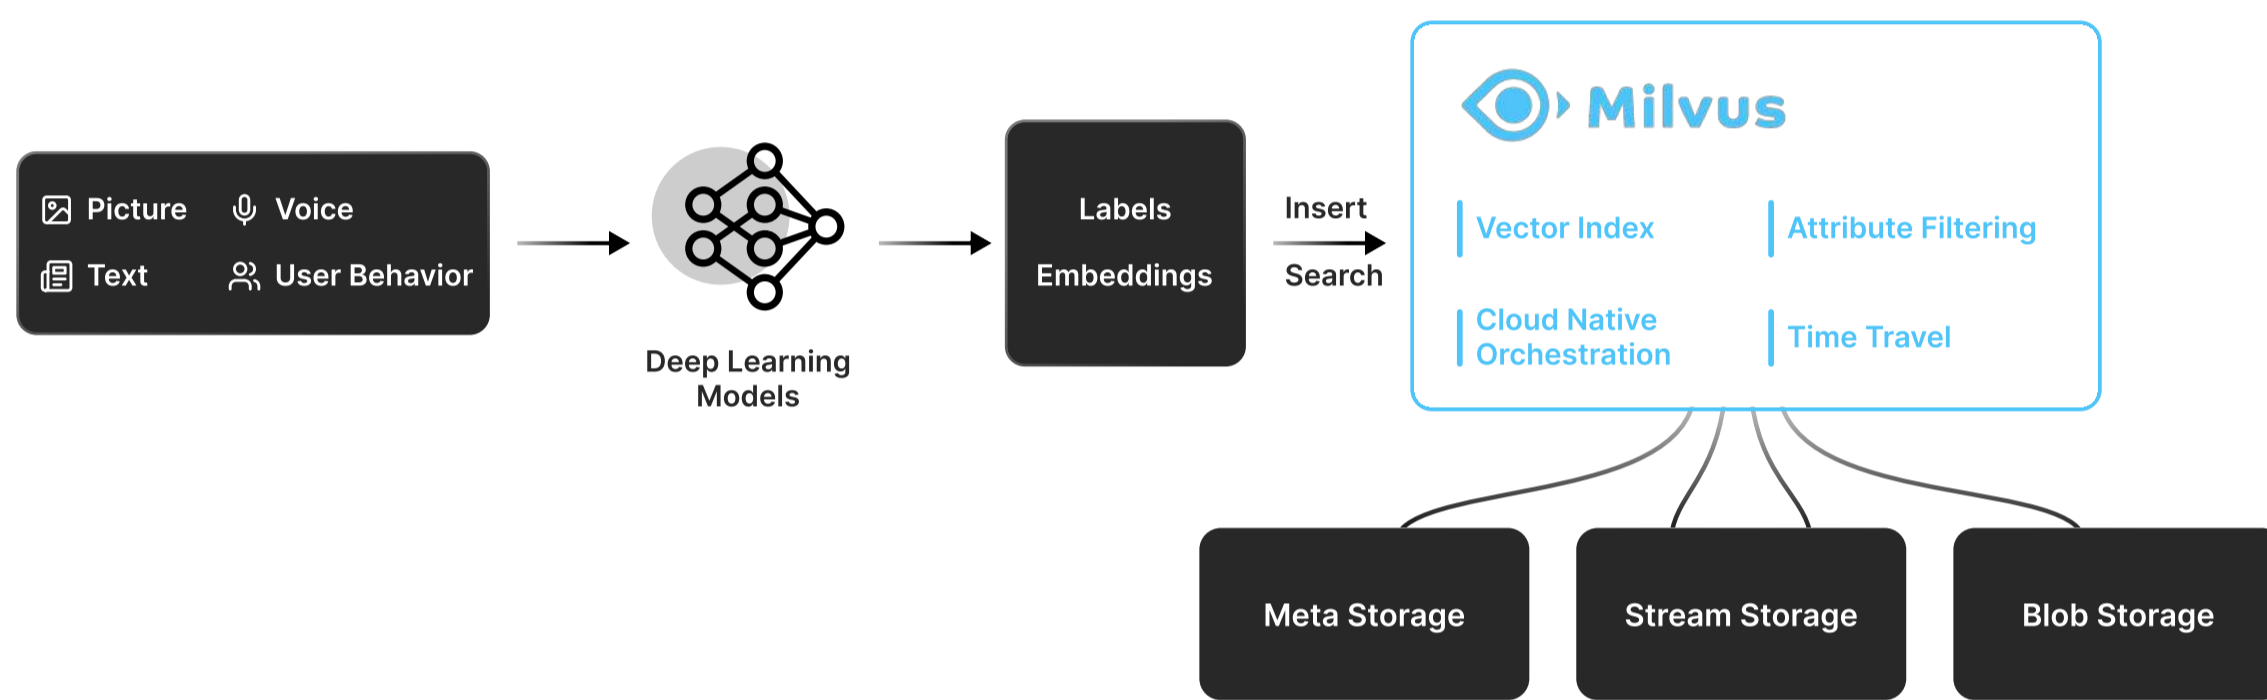 Picture
Voice
Text
User Behavior
Deep Learning
Models
Labels
Embeddings
Insert
Search
Milvus
Vector Index
Attribute Filtering
Cloud Native
Orchestration
Time Travel
Meta Storage
Stream Storage
Blob Storage